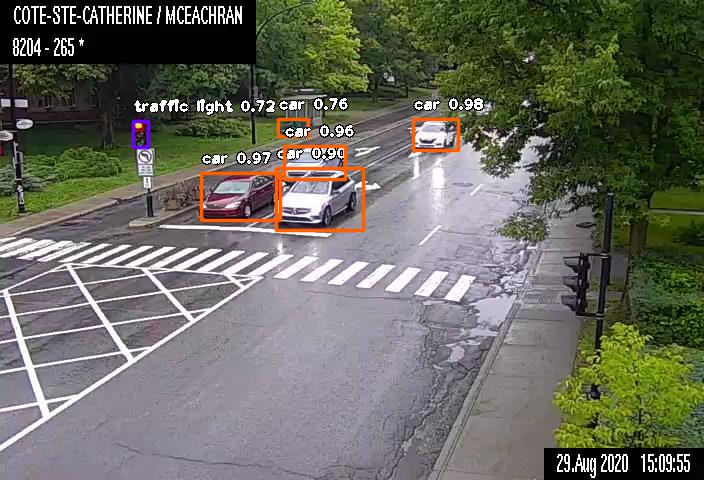 COTE-STE-CATHERINE / MCEACHRAN
8204 - 265 *
traffic light 0.72
car 0.76
car 0.98
car 0.96
car 0.97
car 0.90
29.Aug 2020 15:09:55